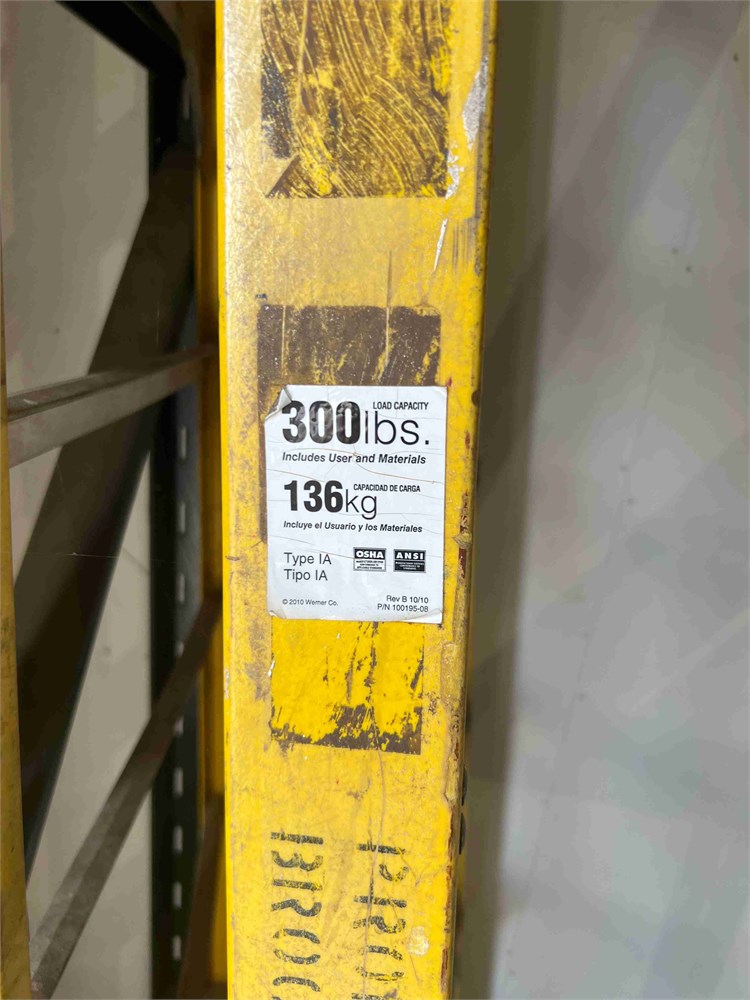 LOAD CAPACITY
300lbs.
Includes User and Materials
CAPACIDAD DE CARGA
136kg
Incluye el Usuario y los Materiales
Type IA
Tipo IA
OSHA
ANSI
© 2010 Werner Co.
Rev B 10/10
P/N 100195-08